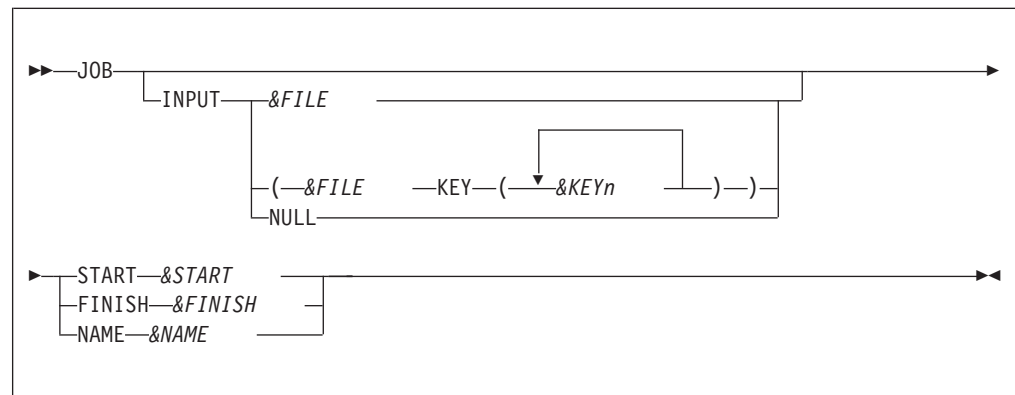 JOB
INPUT &FILE
( &FILE KEY ( &KEYn ) )
NULL
START &START
FINISH &FINISH
NAME &NAME